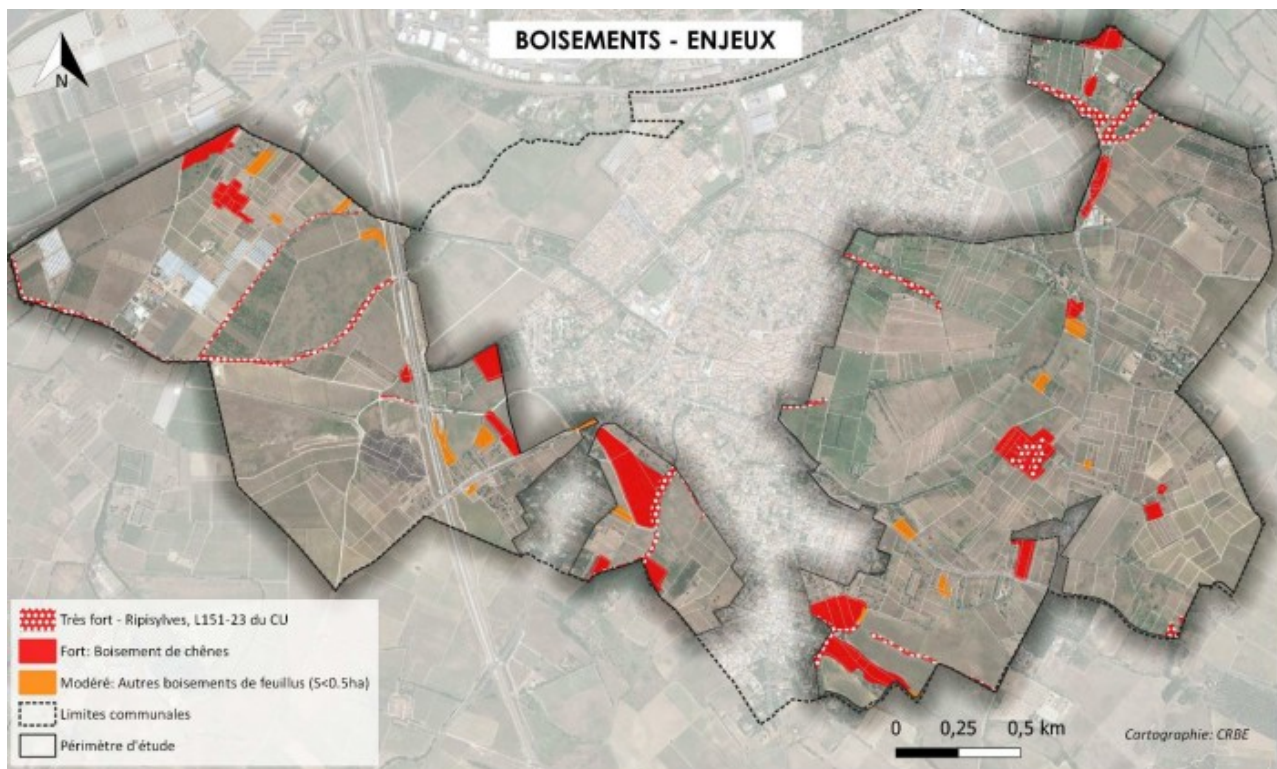 BOISEMENTS - ENJEUX
N
Très fort - Ripisylves, L151-23 du CU
Fort: Boisement de chênes
Modéré: Autres boisements de feuillus (S<0.5ha)
Limites communales
Périmètre d'étude
0 0,25 0,5 km
Cartographie: CRBE